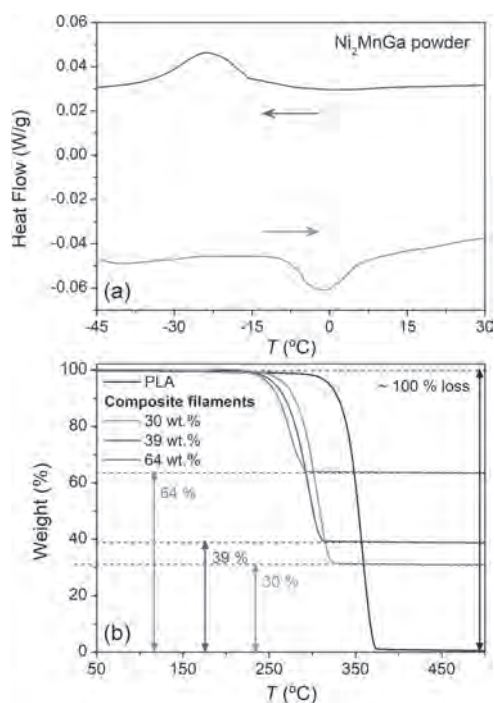 Ni₂MnGa powder
Heat Flow (W/g)
0.06
0.04
0.02
0.00
-0.02
-0.04
-0.06
(a)
-45 -30 -15 0 15 30
T (ºC)
PLA
Composite filaments
30 wt.%
39 wt.%
64 wt.%
~ 100 % loss
Weight (%)
100
80
60
40
20
0
64 %
39 %
30 %
(b)
50 150 250 350 450
T (ºC)